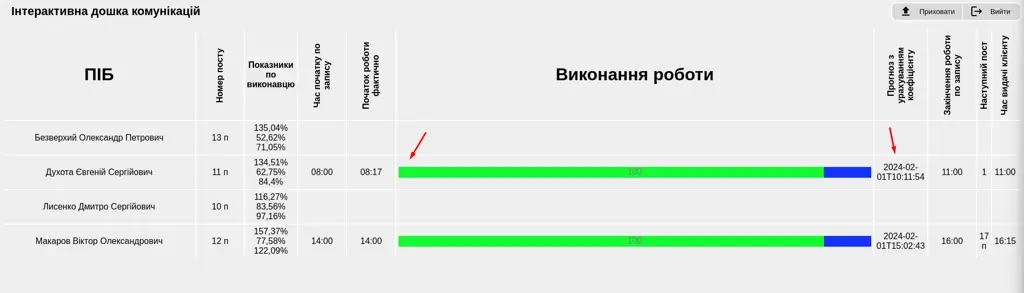 Інтерактивна дошка комунікацій
Приховати
Вийти
ПІБ
Номер посту
Показники
по
виконавцю
Час початку по
запису
Початок роботи
фактично
Виконання роботи
Прогноз з
урахуванням
коефіцієнту
Закінчення роботи
по запису
Наступний пост
Час видачі клієнту
Безверхий Олександр Петрович
13 п
135,04%
52,62%
71,05%
Духота Євгеній Сергійович
11 п
134,51%
62,75%
84,4%
08:00
08:17
100
2024-02-
01T10:11:54
11:00
1
11:00
Лисенко Дмитро Сергійович
10 п
116,27%
83,56%
97,16%
Макаров Віктор Олександрович
12 п
157,37%
77,58%
122,09%
14:00
14:00
100
2024-02-
01T15:02:43
16:00
17
п
16:15